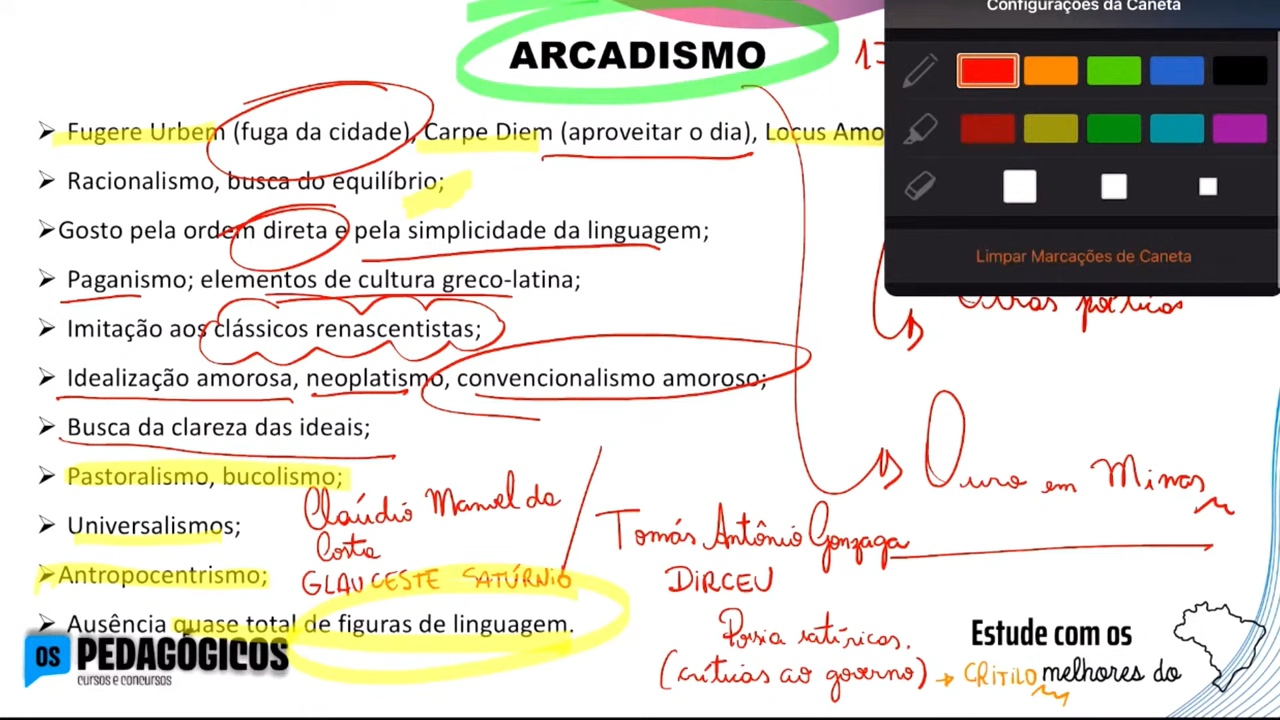 Configurações da Caneta
ARCADISMO
17
Fugere Urbem (fuga da cidade), Carpe Diem (aproveitar o dia), Locus Amo
Racionalismo, busca do equilíbrio;
Gosto pela ordem direta e pela simplicidade da linguagem;
Limpar Marcações de Caneta
Paganismo; elementos de cultura greco-latina;
Obras poéticas
Imitação aos clássicos renascentistas;
Idealização amorosa, neoplatismo, convencionalismo amoroso;
Busca da clareza das ideais;
Pastoralismo, bucolismo;
Ouro em Minas
Cláudio Manuel da
Costa
GLAUCESTE SATÚRNIO
Universalismos;
Tomás Antônio Gonzaga
DIRCEU
Antropocentrismo;
Ausência quase total de figuras de linguagem.
Poesia satíricas.
(críticas ao governo) → CRITILO
OS PEDAGÓGICOS
cursos e concursos
Estude com os
melhores do